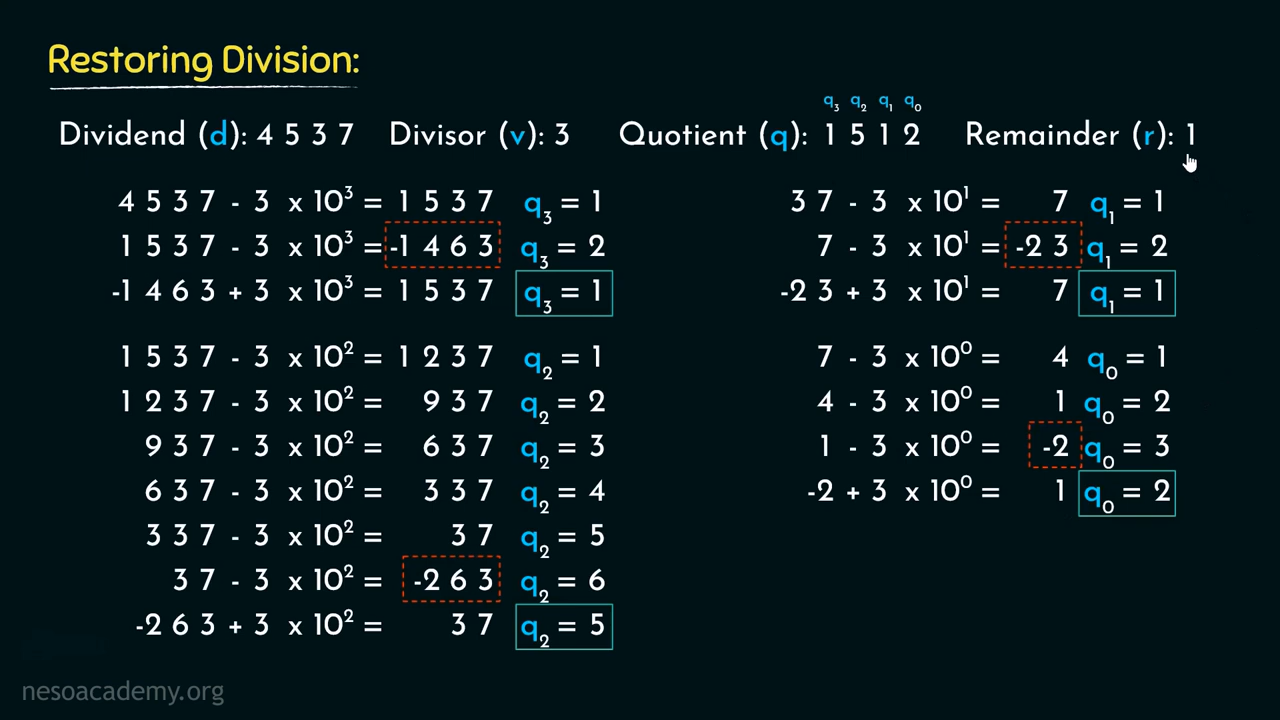 Restoring Division:
q₃ q₂ q₁ q₀
Dividend (d): 4 5 3 7 Divisor (v): 3 Quotient (q): 1 5 1 2 Remainder (r): 1
4 5 3 7 - 3 x 10³ = 1 5 3 7 q₃ = 1
1 5 3 7 - 3 x 10³ = -1 4 6 3 q₃ = 2
-1 4 6 3 + 3 x 10³ = 1 5 3 7 q₃ = 1
1 5 3 7 - 3 x 10² = 1 2 3 7 q₂ = 1
1 2 3 7 - 3 x 10² = 9 3 7 q₂ = 2
9 3 7 - 3 x 10² = 6 3 7 q₂ = 3
6 3 7 - 3 x 10² = 3 3 7 q₂ = 4
3 3 7 - 3 x 10² = 3 7 q₂ = 5
3 7 - 3 x 10² = -2 6 3 q₂ = 6
-2 6 3 + 3 x 10² = 3 7 q₂ = 5
3 7 - 3 x 10¹ = 7 q₁ = 1
7 - 3 x 10¹ = -2 3 q₁ = 2
-2 3 + 3 x 10¹ = 7 q₁ = 1
7 - 3 x 10⁰ = 4 q₀ = 1
4 - 3 x 10⁰ = 1 q₀ = 2
1 - 3 x 10⁰ = -2 q₀ = 3
-2 + 3 x 10⁰ = 1 q₀ = 2
nesoacademy.org